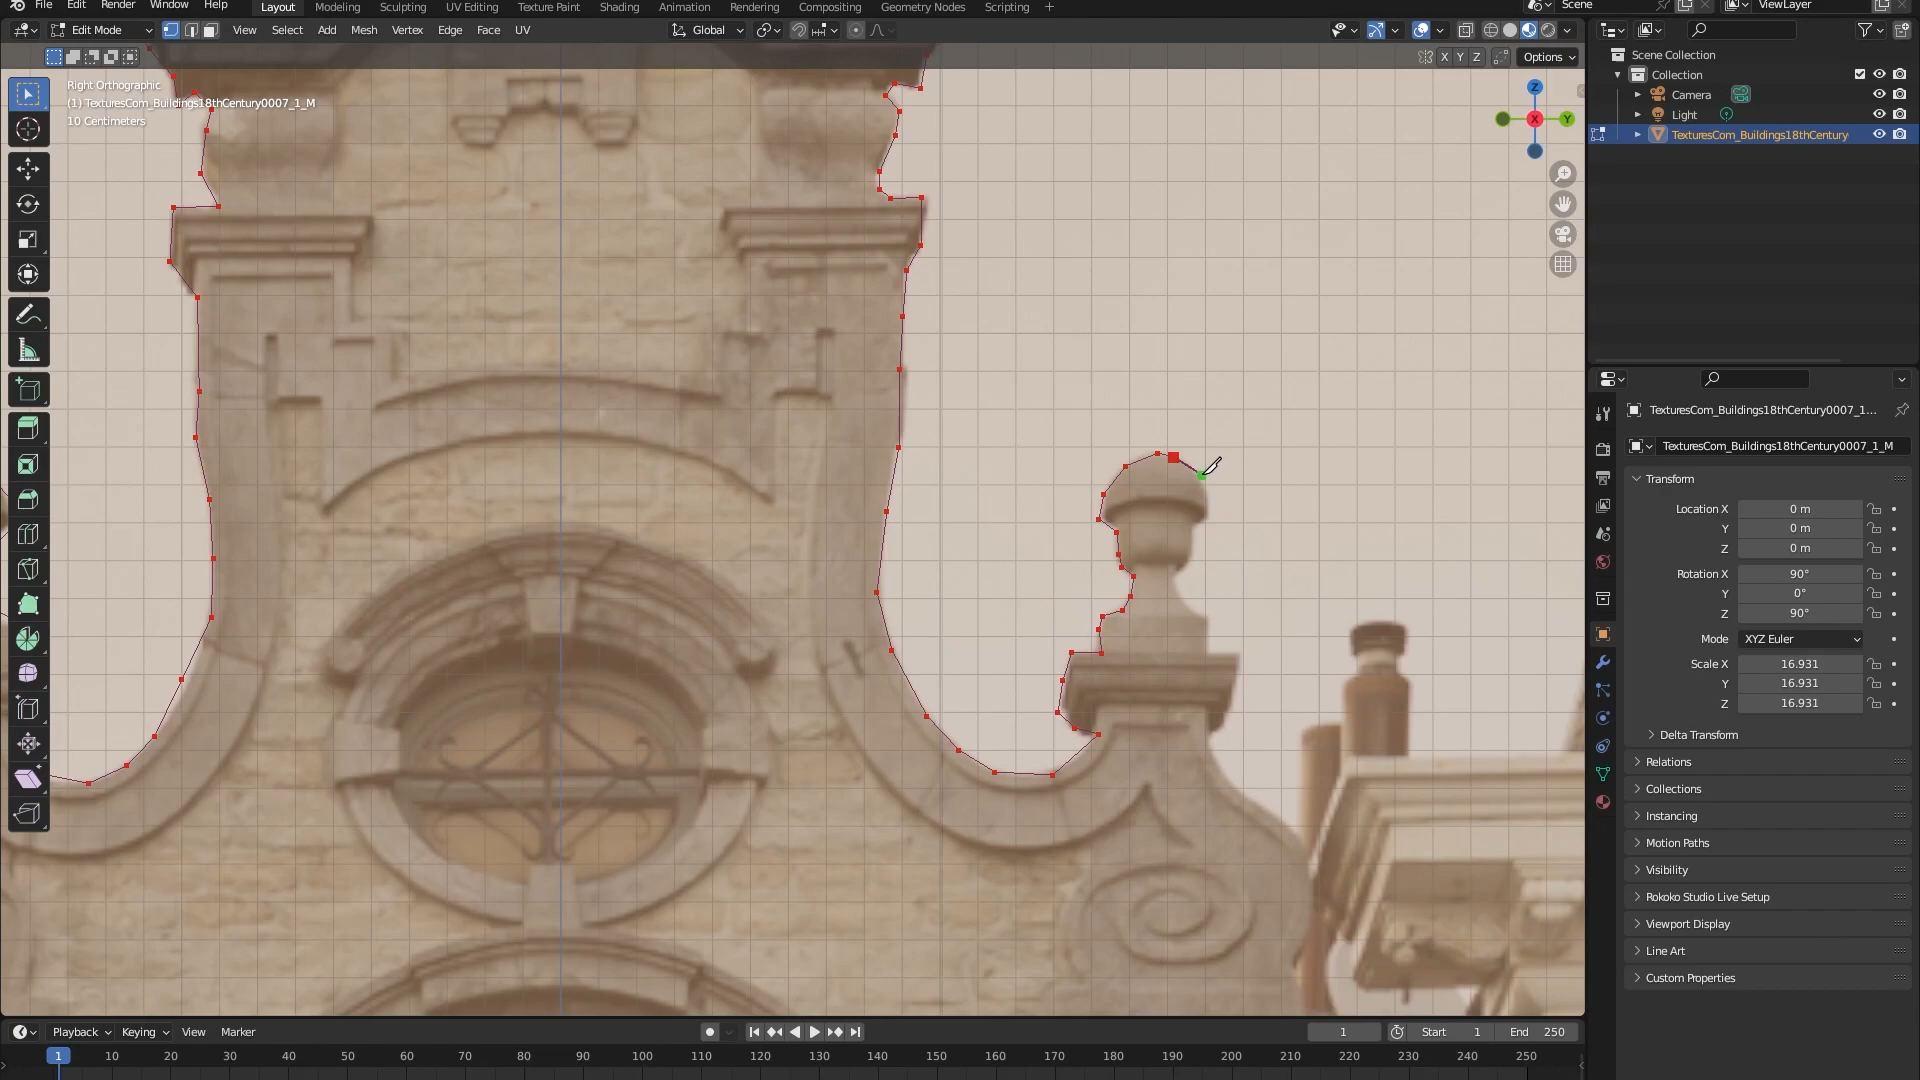 File Edit Render Window Help Layout Modeling Sculpting UV Editing Texture Paint Shading Animation Rendering Compositing Geometry Nodes Scripting + Scene ViewLayer
Edit Mode View Select Add Mesh Vertex Edge Face UV Global
X Y Z Options
Right Orthographic
(1) TexturesCom_Buildings18thCentury0007_1_M
10 Centimeters
Z
X
Y
Scene Collection
Collection
Camera
Light
TexturesCom_Buildings18thCentury
TexturesCom_Buildings18thCentury0007_1...
TexturesCom_Buildings18thCentury0007_1_M
Transform
Location X 0 m
Y 0 m
Z 0 m
Rotation X 90°
Y 0°
Z 90°
Mode XYZ Euler
Scale X 16.931
Y 16.931
Z 16.931
Delta Transform
Relations
Collections
Instancing
Motion Paths
Visibility
Rokoko Studio Live Setup
Viewport Display
Line Art
Custom Properties
Playback Keying View Marker 1 Start 1 End 250
1 10 20 30 40 50 60 70 80 90 100 110 120 130 140 150 160 170 180 190 200 210 220 230 240 250